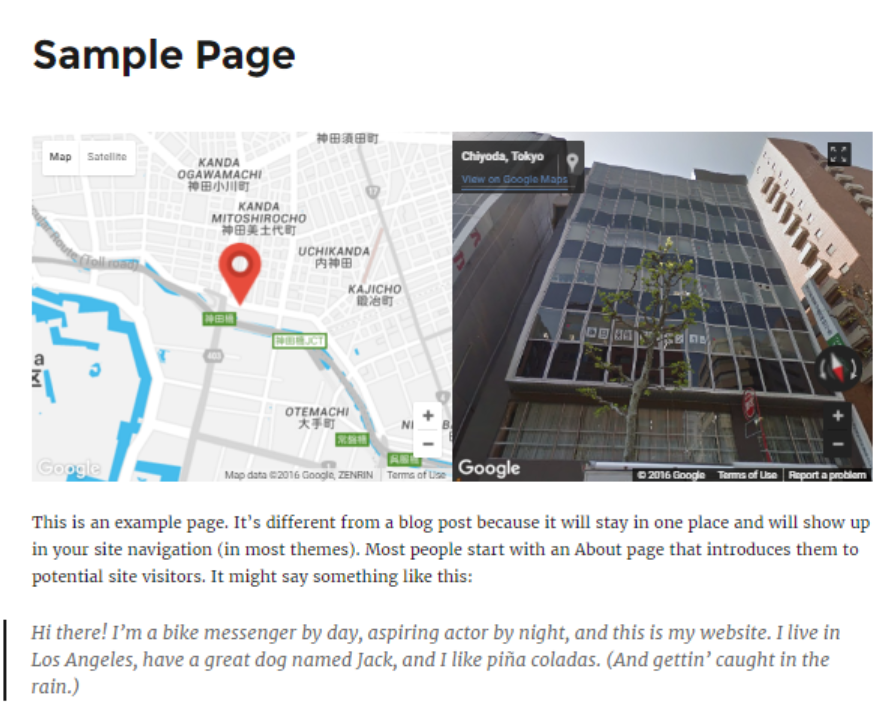 Sample Page
神田須田町
Map Satellite
KANDA
OGAWAMACHI
神田小川町
KANDA
MITOSHIROCHO
神田美土代町
17
UCHIKANDA
内神田
Route (Toll road)
KAJICHO
鍛冶町
神田橋
神田橋JCT
403
a
OTEMACHI
大手町
常盤橋
呉服橋
+
−
Google
Map data ©2016 Google, ZENRIN Terms of Use
Chiyoda, Tokyo
View on Google Maps
+
−
Google
© 2016 Google Terms of Use Report a problem
This is an example page. It’s different from a blog post because it will stay in one place and will show up
in your site navigation (in most themes). Most people start with an About page that introduces them to
potential site visitors. It might say something like this:
Hi there! I’m a bike messenger by day, aspiring actor by night, and this is my website. I live in
Los Angeles, have a great dog named Jack, and I like piña coladas. (And gettin’ caught in the
rain.)